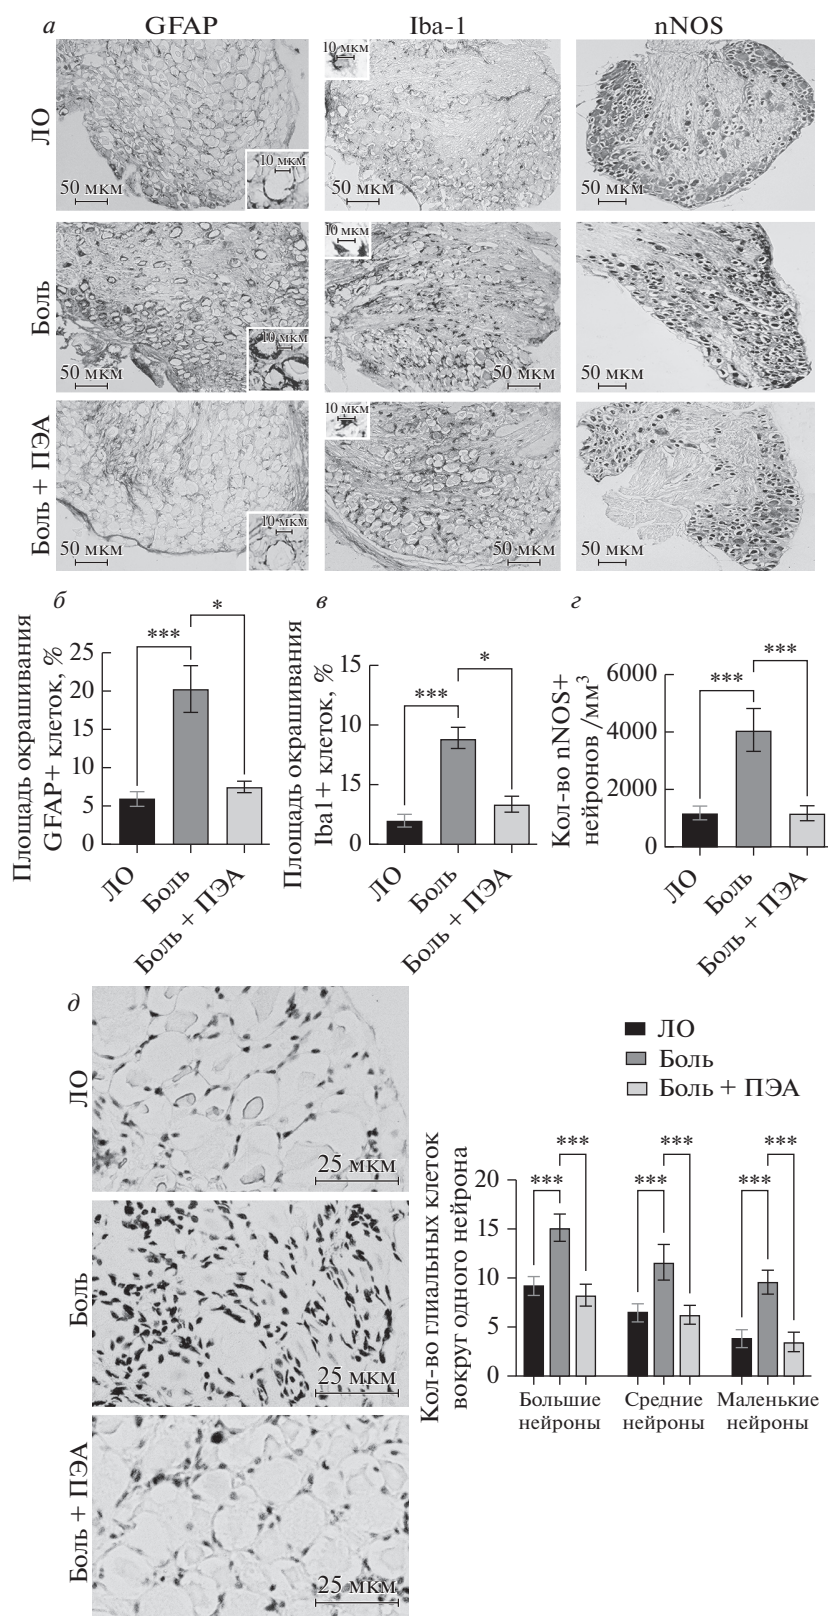 а
GFAP
Iba-1
nNOS
ЛО
10 мкм
50 мкм
10 мкм
50 мкм
50 мкм
Боль
10 мкм
50 мкм
10 мкм
50 мкм
50 мкм
Боль + ПЭА
10 мкм
50 мкм
10 мкм
50 мкм
50 мкм
б
Площадь окрашивания
GFAP+ клеток, %
25
20
15
10
5
0
***
*
ЛО
Боль
Боль + ПЭА
в
Площадь окрашивания
Iba1+ клеток, %
15
10
15
0
***
*
ЛО
Боль
Боль + ПЭА
г
Кол-во nNOS+
нейронов /мм3
6000
4000
2000
0
***
***
ЛО
Боль
Боль + ПЭА
д
ЛО
25 мкм
Боль
25 мкм
Боль + ПЭА
25 мкм
ЛО
Боль
Боль + ПЭА
Кол-во глиальных клеток
вокруг одного нейрона
20
15
10
5
0
*** *** ***
*** *** ***
Большие
нейроны
Средние
нейроны
Маленькие
нейроны